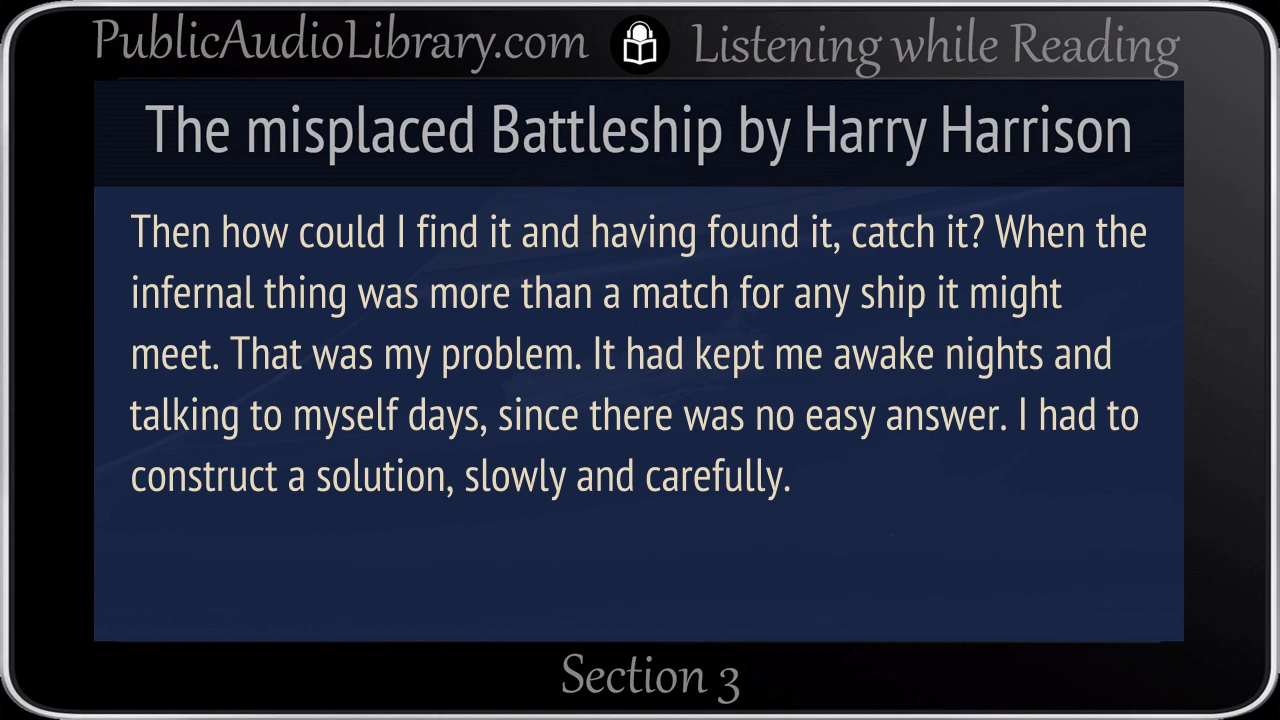 PublicAudioLibrary.com Listening while Reading
The misplaced Battleship by Harry Harrison
Then how could I find it and having found it, catch it? When the
infernal thing was more than a match for any ship it might
meet. That was my problem. It had kept me awake nights and
talking to myself days, since there was no easy answer. I had to
construct a solution, slowly and carefully.
Section 3